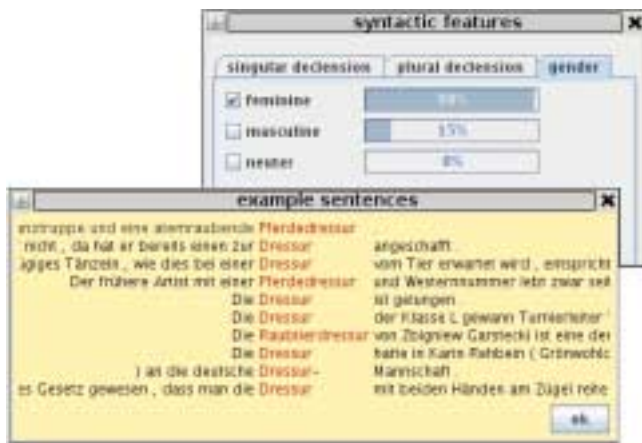 syntactic features
singular declension plural declension gender
feminine
masculine 15%
neuter
example sentences
und eine atemraubende Pferdedressur
nicht , da hat er bereits einen zur Dressur angeschafft
Tänzeln , wie dies bei einer Dressur vom Tier erwartet wird , entspricht
Der frühere Artist mit einer Pferdedressur und Westernnummer lebt zwar seit
Die Dressur ist gelungen
Die Dressur der Klasse L gewann Turnierleiter
Die Raubtierdressur von Zbigniew Garstecki ist eine der
Die Dressur hatte in Karin Rehbein (
) an die deutsche Dressur- Mannschaft
es Gesetz gewesen , dass man die Dressur mit beiden Händen am Zügel reite
ok